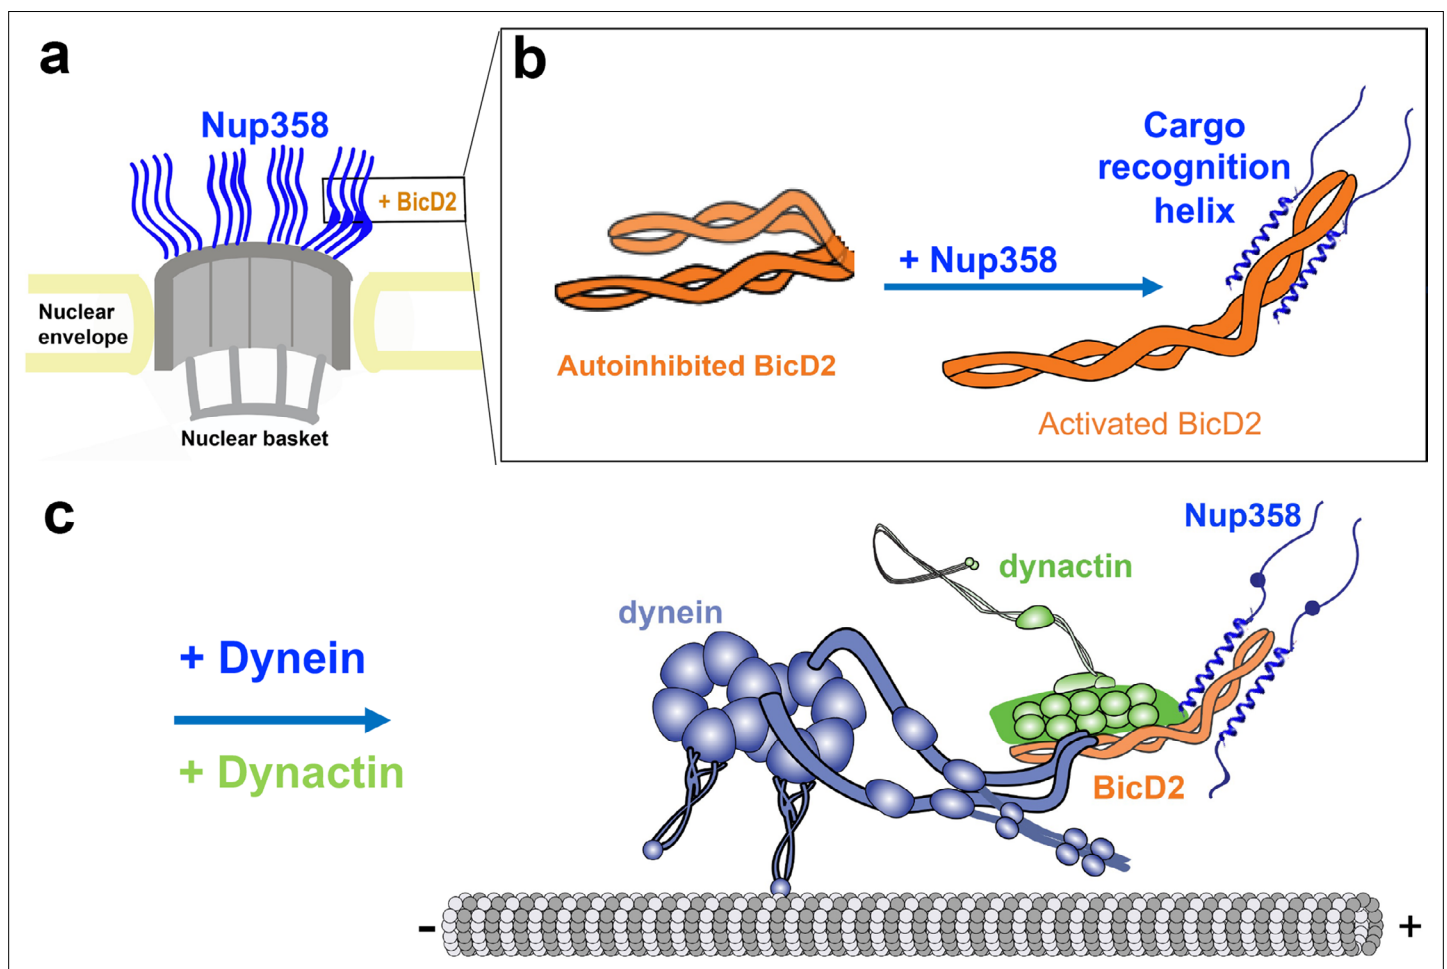 a
Nup358
+ BicD2
Nuclear
envelope
Nuclear basket
b
Cargo
recognition
helix
+ Nup358
Autoinhibited BicD2
Activated BicD2
c
Nup358
dynactin
dynein
+ Dynein
+ Dynactin
BicD2
- +